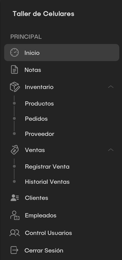 Taller de Celulares
PRINCIPAL
Inicio
Notas
Inventario
Productos
Pedidos
Proveedor
Ventas
Registrar Venta
Historial Ventas
Clientes
Empleados
Control Usuarios
Cerrar Sesión